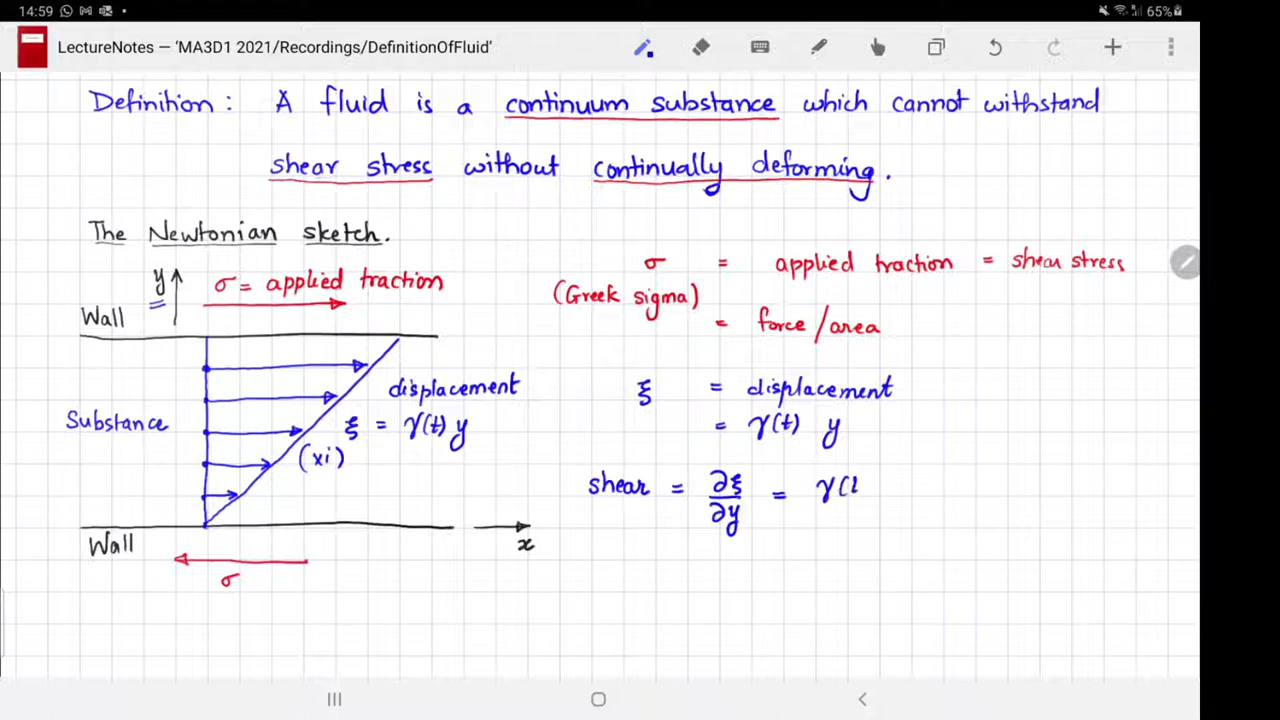 14:59 65%
LectureNotes — ‘MA3D1 2021/Recordings/DefinitionOfFluid’
Definition : A fluid is a continuum substance which cannot withstand
shear stress without continually deforming.
The Newtonian sketch.
y σ = applied traction
Wall
Substance
displacement
ξ = γ(t) y
(xi)
Wall
x
σ
σ = applied traction = shear stress
(Greek sigma)
= force/area
ξ = displacement
= γ(t) y
shear = ∂ξ/∂y = γ(t